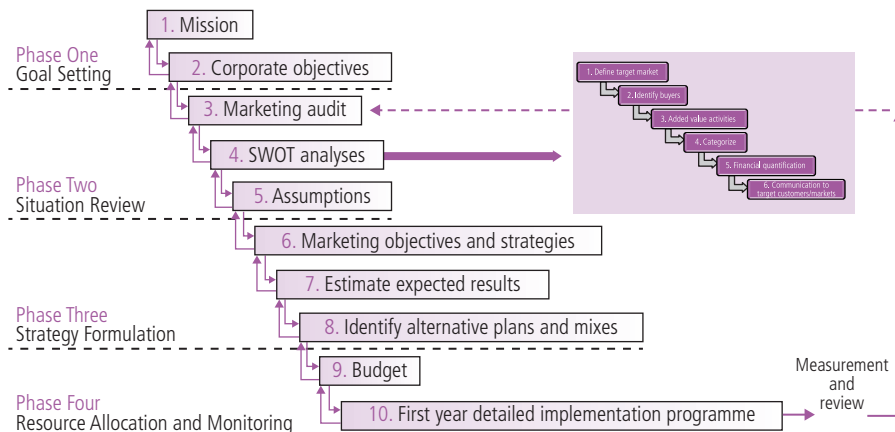 1. Mission
Phase One
Goal Setting
2. Corporate objectives
3. Marketing audit
4. SWOT analyses
Phase Two
Situation Review
5. Assumptions
6. Marketing objectives and strategies
7. Estimate expected results
Phase Three
Strategy Formulation
8. Identify alternative plans and mixes
9. Budget
Phase Four
Resource Allocation and Monitoring
10. First year detailed implementation programme
Measurement
and
review
1. Define target market
2. Identify buyers
3. Added value activities
4. Categorize
5. Financial quantification
6. Communication to
target customers/markets